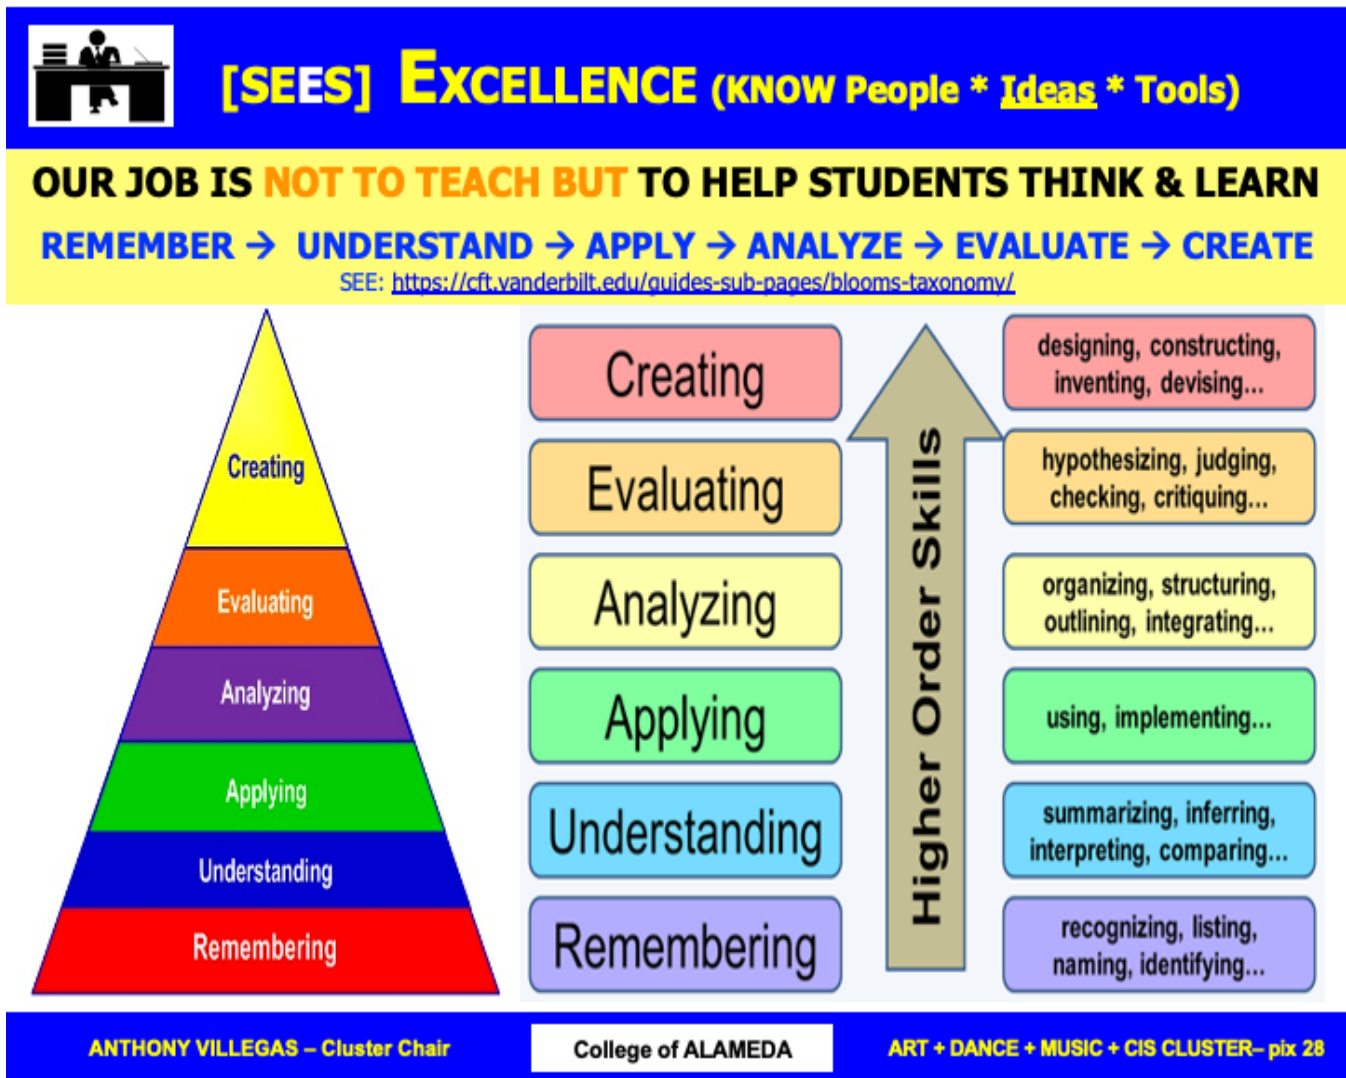 [SEES] EXCELLENCE (KNOW People * Ideas * Tools)
OUR JOB IS NOT TO TEACH BUT TO HELP STUDENTS THINK & LEARN
REMEMBER → UNDERSTAND → APPLY → ANALYZE → EVALUATE → CREATE
SEE: https://cft.vanderbilt.edu/guides-sub-pages/blooms-taxonomy/
Creating
Evaluating
Analyzing
Applying
Understanding
Remembering
Creating
Evaluating
Analyzing
Applying
Understanding
Remembering
Higher Order Skills
designing, constructing,
inventing, devising...
hypothesizing, judging,
checking, critiquing...
organizing, structuring,
outlining, integrating...
using, implementing...
summarizing, inferring,
interpreting, comparing...
recognizing, listing,
naming, identifying...
ANTHONY VILLEGAS – Cluster Chair
College of ALAMEDA
ART + DANCE + MUSIC + CIS CLUSTER– pix 28